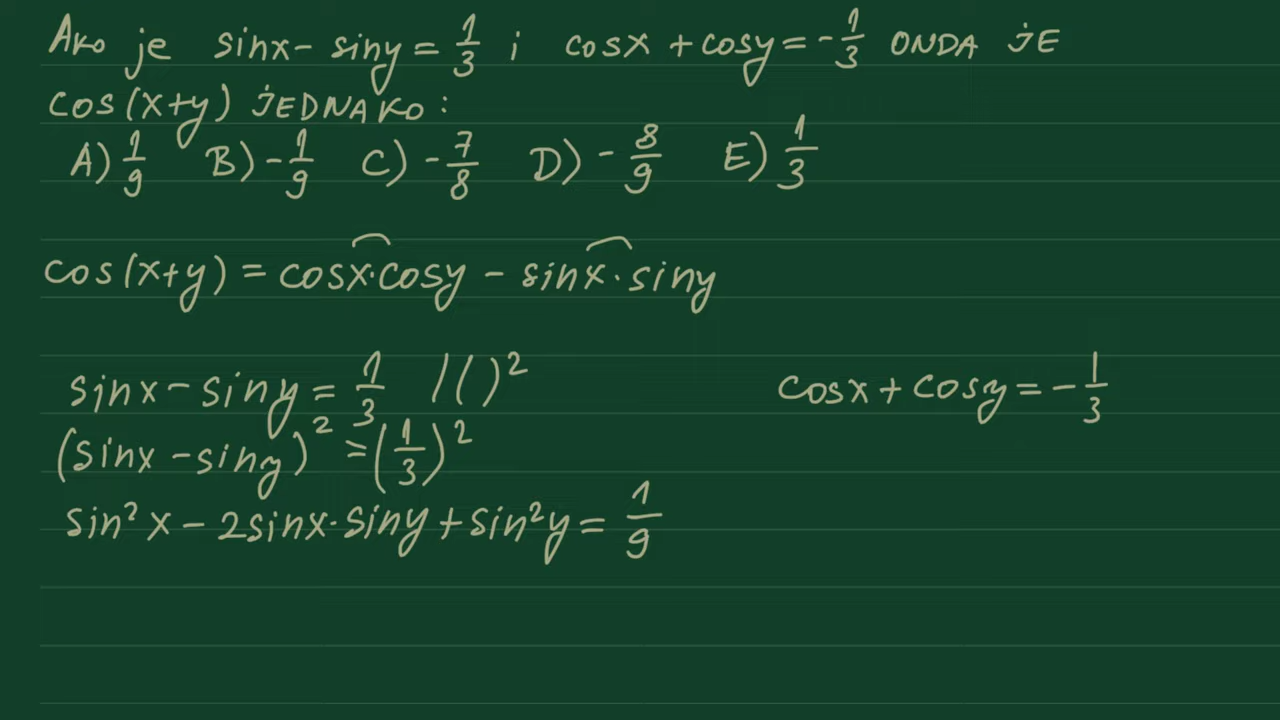 Ako je sinx - siny = 1/3 i cosx + cosy = -1/3 ONDA JE
cos(x+y) JEDNAKO:
A) 1/9 B) -1/9 C) -7/8 D) -8/9 E) 1/3
cos(x+y) = cosx·cosy - sinx·siny
sinx - siny = 1/3 /( )²
cosx + cosy = -1/3
(sinx - siny)² = (1/3)²
sin²x - 2sinx·siny + sin²y = 1/9